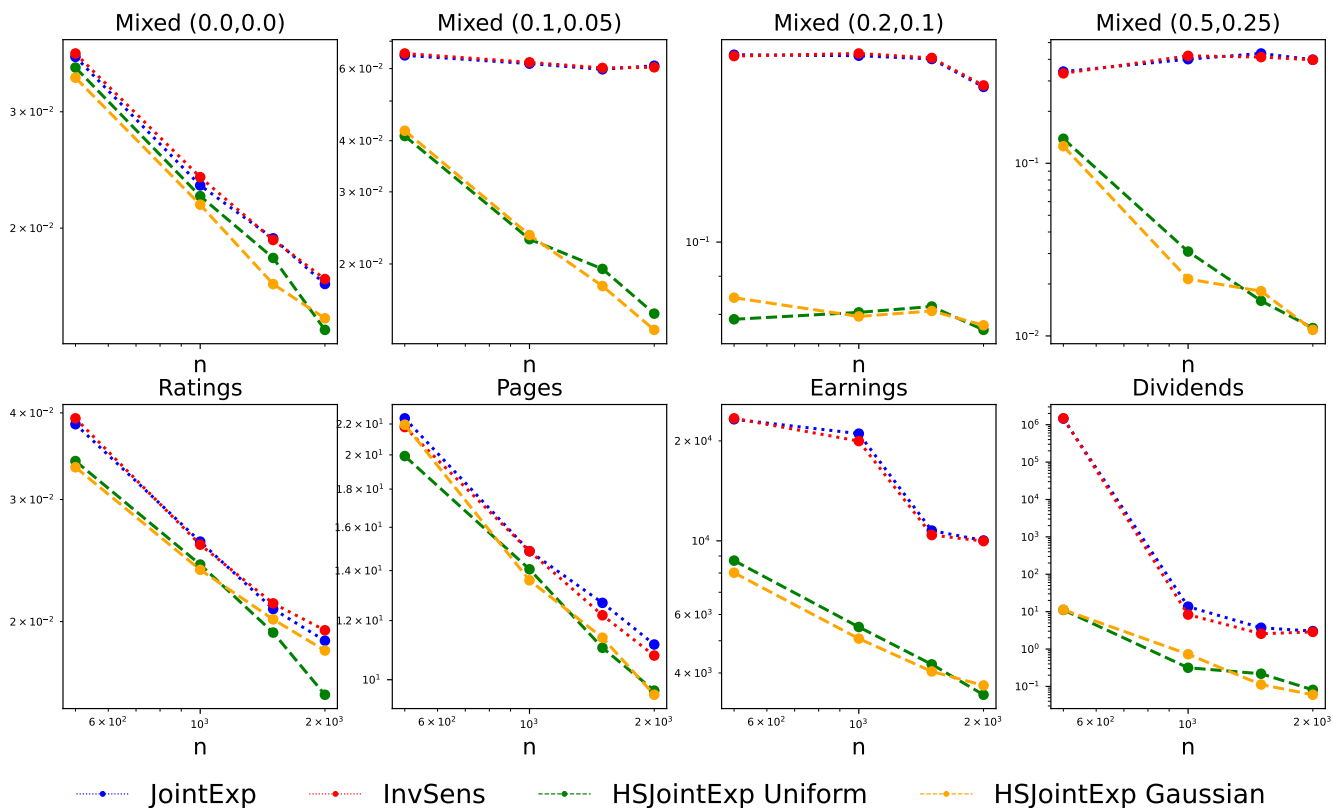 Mixed (0.0,0.0)
Mixed (0.1,0.05)
Mixed (0.2,0.1)
Mixed (0.5,0.25)
3 × 10⁻²
2 × 10⁻²
n
6 × 10⁻²
4 × 10⁻²
3 × 10⁻²
2 × 10⁻²
n
10⁻¹
n
10⁻¹
10⁻²
n
Ratings
Pages
Earnings
Dividends
4 × 10⁻²
3 × 10⁻²
2 × 10⁻²
6 × 10²
10³
2 × 10³
n
2.2 × 10¹
2 × 10¹
1.8 × 10¹
1.6 × 10¹
1.4 × 10¹
1.2 × 10¹
10¹
6 × 10²
10³
2 × 10³
n
2 × 10⁴
10⁴
6 × 10³
4 × 10³
6 × 10²
10³
2 × 10³
n
10⁶
10⁵
10⁴
10³
10²
10¹
10⁰
10⁻¹
6 × 10²
10³
2 × 10³
n
JointExp
InvSens
HSJointExp Uniform
HSJointExp Gaussian